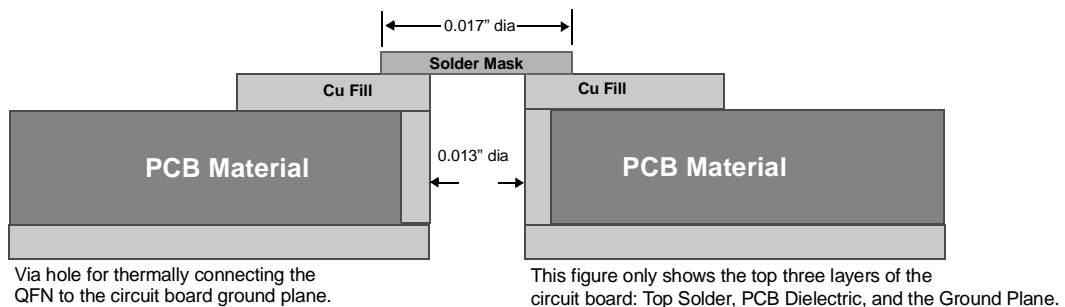 0.017” dia
Solder Mask
Cu Fill
Cu Fill
PCB Material
0.013” dia
PCB Material
Via hole for thermally connecting the
QFN to the circuit board ground plane.
This figure only shows the top three layers of the
circuit board: Top Solder, PCB Dielectric, and the Ground Plane.